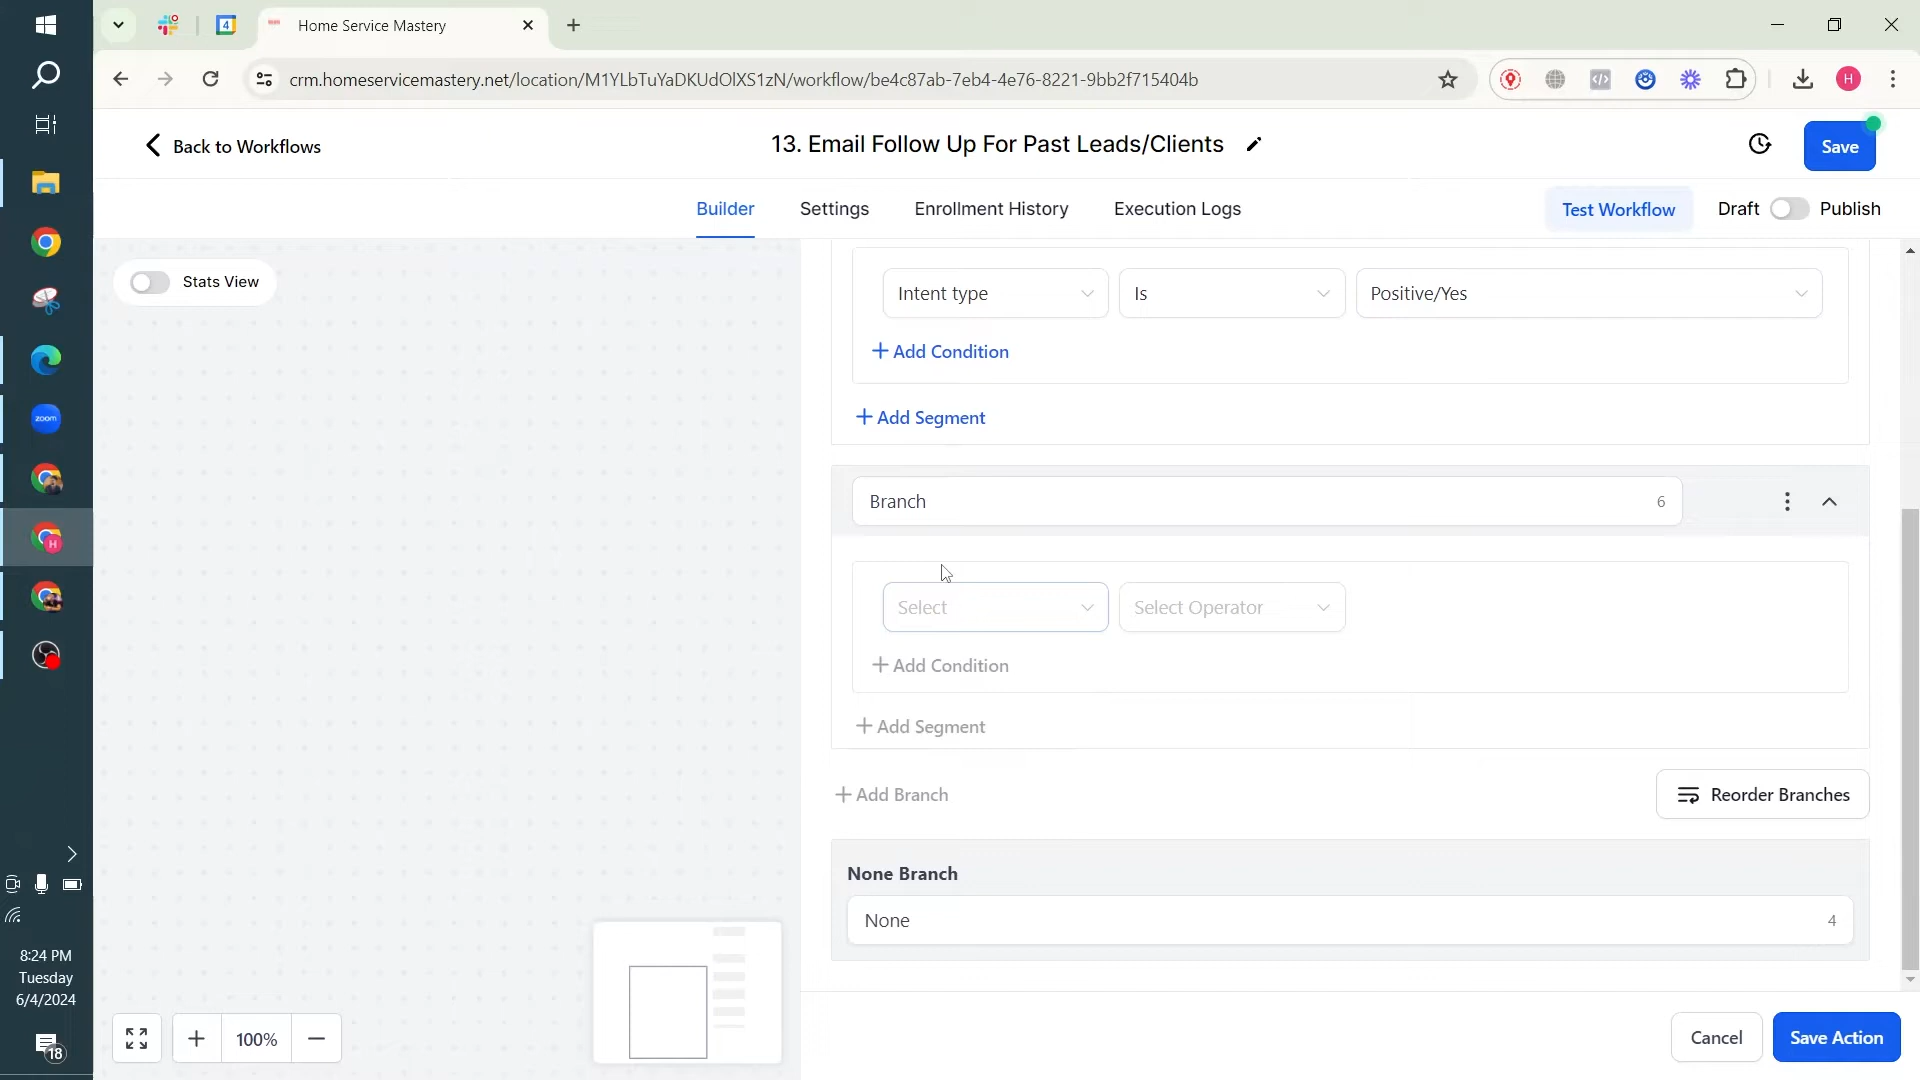 4
Home Service Mastery
crm.homeservicemastery.net/location/M1YLbTuYaDKUdOlXS1zN/workflow/be4c87ab-7eb4-4e76-8221-9bb2f715404b
H
Back to Workflows
13. Email Follow Up For Past Leads/Clients
Save
Builder
Settings
Enrollment History
Execution Logs
Test Workflow
Draft
Publish
Stats View
Intent type
Is
Positive/Yes
+ Add Condition
+ Add Segment
Branch
6
Select
Select Operator
+ Add Condition
+ Add Segment
+ Add Branch
Reorder Branches
None Branch
None
4
100%
Cancel
Save Action
zoom
H
8:24 PM
Tuesday
6/4/2024
18